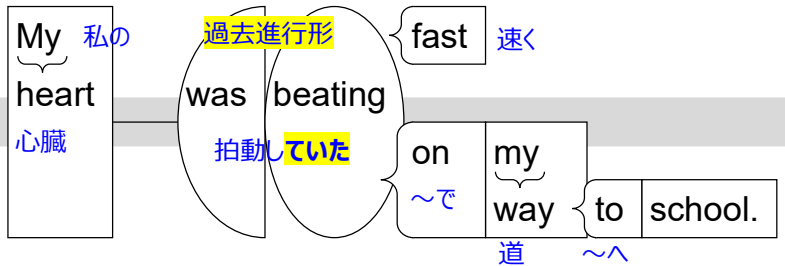 My 私の
heart
心臓
過去進行形
was beating
拍動していた
fast 速く
on my
～で
way
道
to school.
～へ